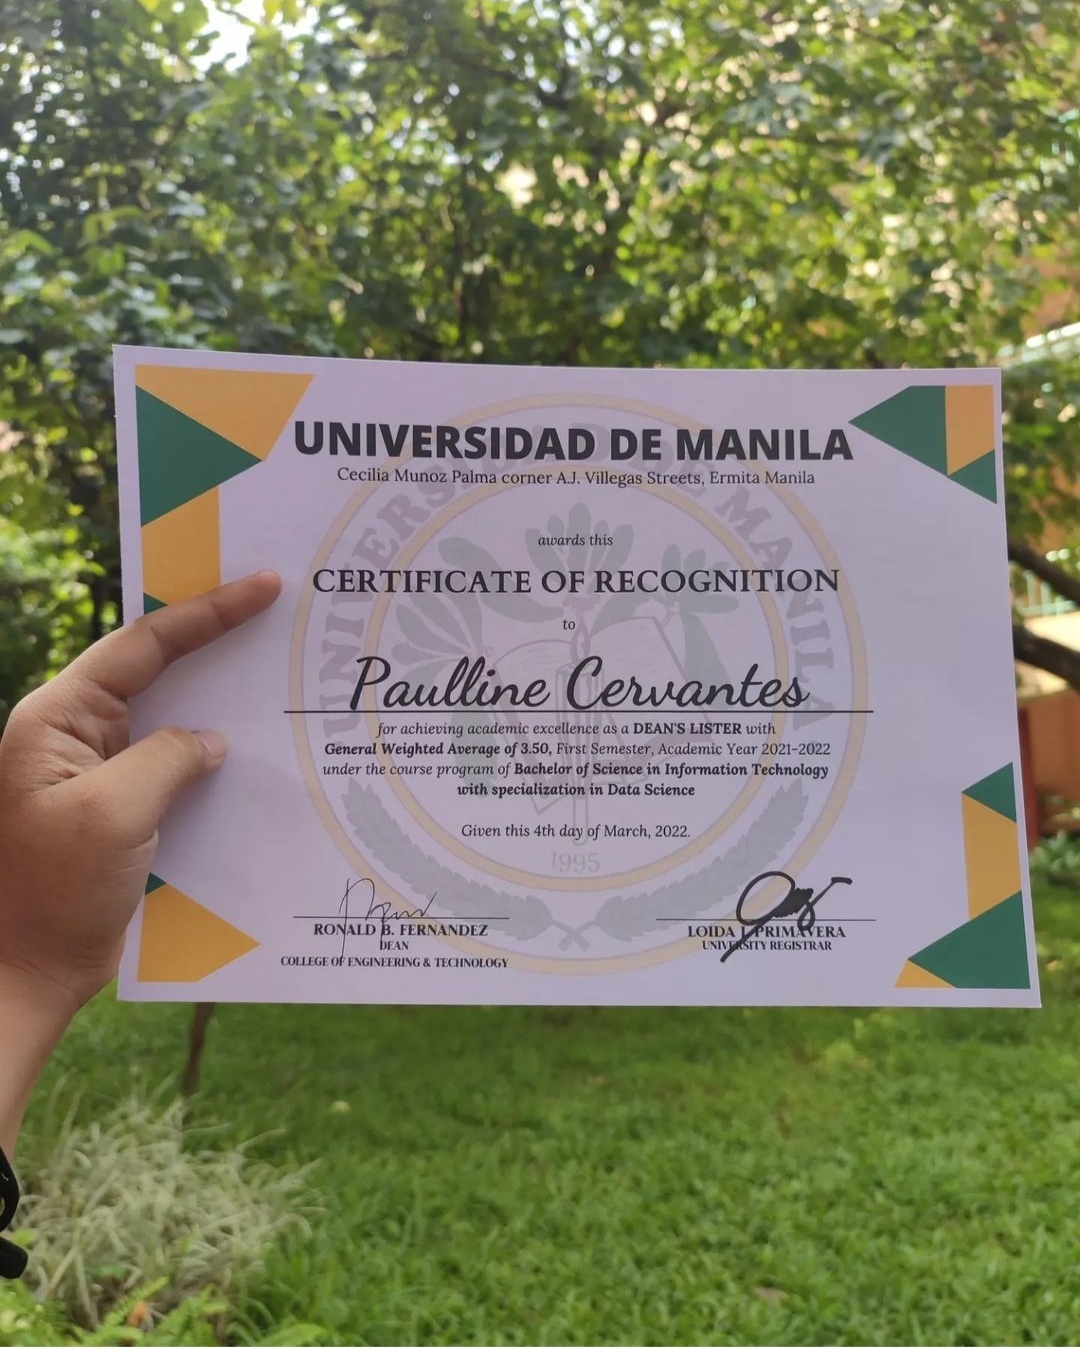 UNIVERSIDAD DE MANILA
Cecilia Munoz Palma corner A.J. Villegas Streets, Ermita Manila
awards this
CERTIFICATE OF RECOGNITION
to
Paulline Cervantes
for achieving academic excellence as a DEAN'S LISTER with
General Weighted Average of 3.50, First Semester, Academic Year 2021-2022
under the course program of Bachelor of Science in Information Technology
with specialization in Data Science
Given this 4th day of March, 2022.
UNIVERSIDAD DE MANILA
1995
RONALD B. FERNANDEZ
DEAN
COLLEGE OF ENGINEERING & TECHNOLOGY
LOIDA J. PRIMAVERA
UNIVERSITY REGISTRAR